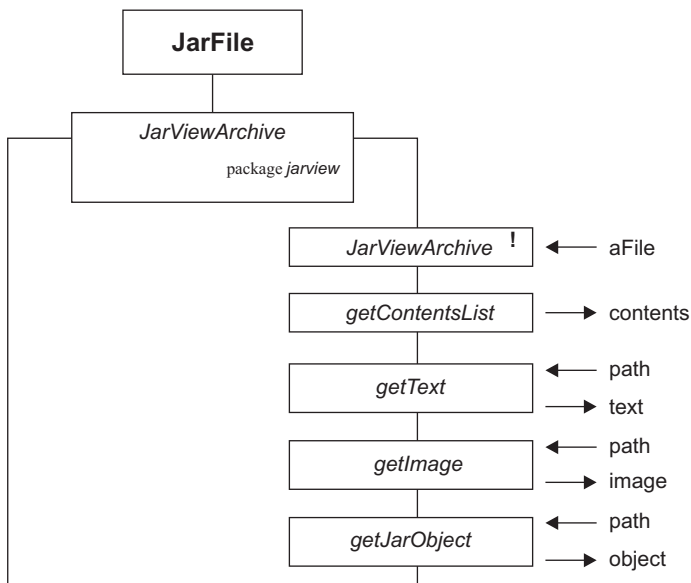 JarFile
JarViewArchive
package jarview
JarViewArchive !
aFile
getContentsList
contents
path
getText
text
path
getImage
image
path
getJarObject
object